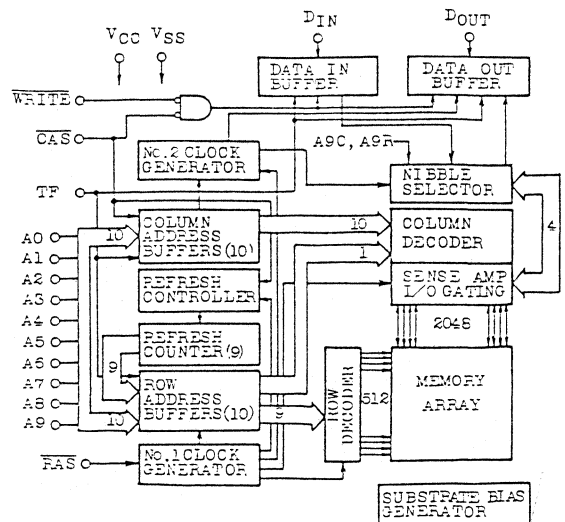 DIN
DOUT
VCC
VSS
DATA IN
BUFFER
DATA OUT
BUFFER
WRITE
CAS
No.2 CLOCK
GENERATOR
A9C, A9R
NIBBLE
SELECTOR
TF
10
COLUMN
ADDRESS
BUFFERS(10)
10
COLUMN
DECODER
4
A0
A1
A2
A3
A4
A5
A6
A7
A8
A9
1
REFRESH
CONTROLLER
SENSE AMP
I/O GATING
REFRESH
COUNTER(9)
2048
9
ROW
ADDRESS
BUFFERS(10)
10
ROW
DECODER
512
MEMORY
ARRAY
RAS
No.1 CLOCK
GENERATOR
SUBSTRATE BIAS
GENERATOR